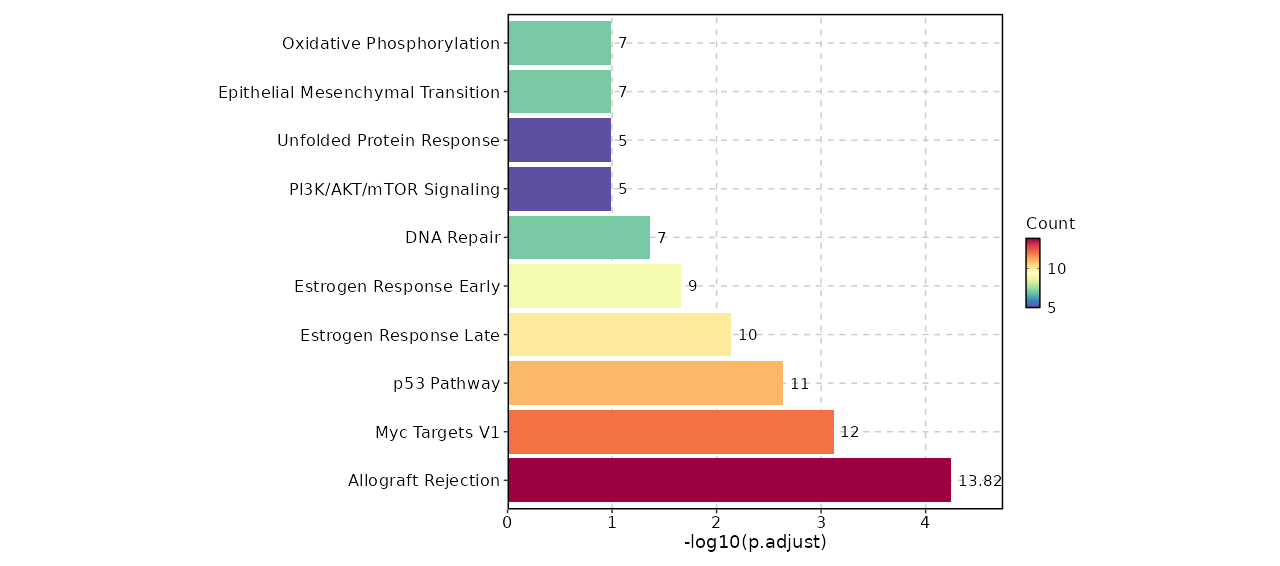 Oxidative Phosphorylation 7
Epithelial Mesenchymal Transition 7
Unfolded Protein Response 5
PI3K/AKT/mTOR Signaling 5
DNA Repair 7
Estrogen Response Early 9
Estrogen Response Late 10
p53 Pathway 11
Myc Targets V1 12
Allograft Rejection 13.82
0 1 2 3 4
-log10(p.adjust)
Count
10
5